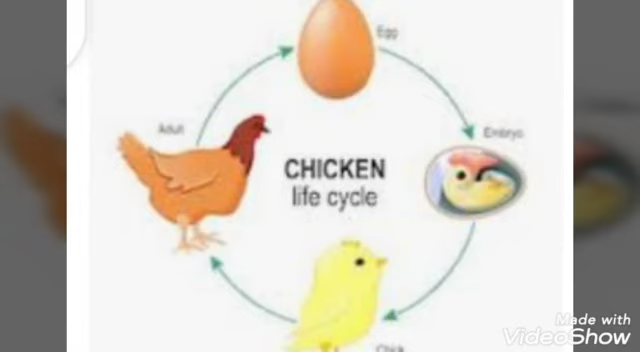 Egg
Adult
Embryo
CHICKEN
life cycle
Chick
Made with
VideoShow